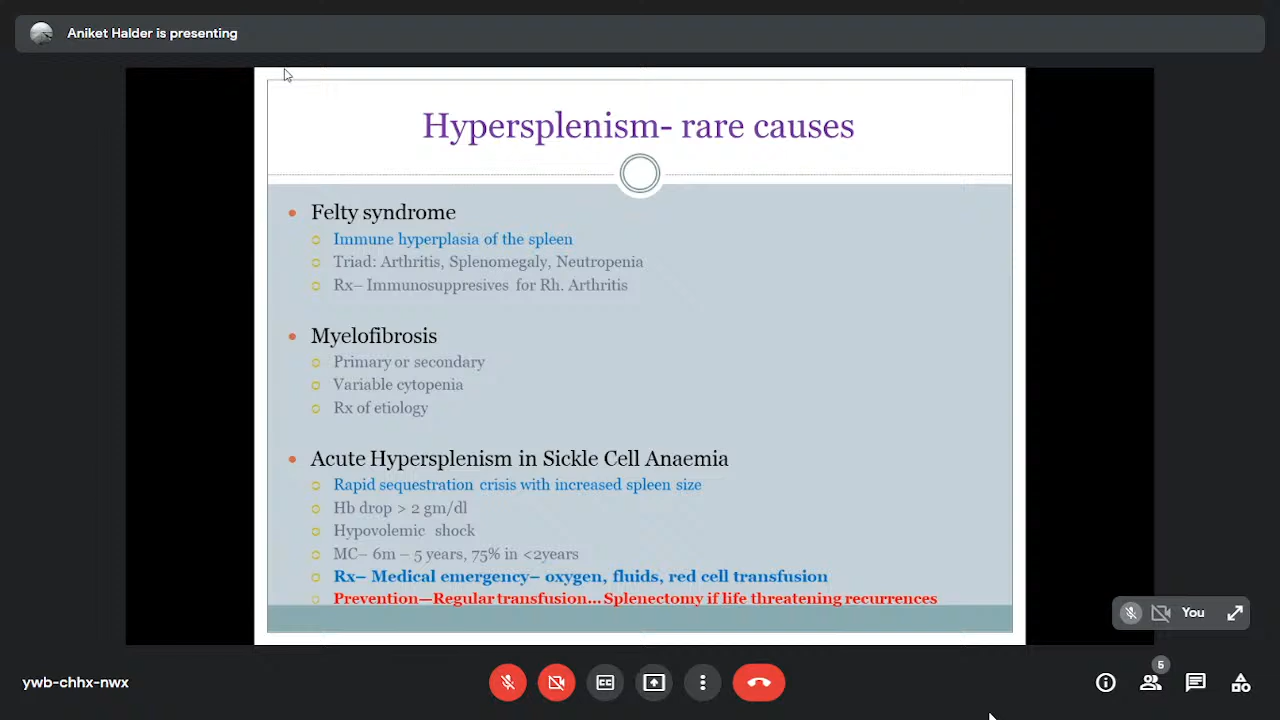 Aniket Halder is presenting
Hypersplenism- rare causes
Felty syndrome
Immune hyperplasia of the spleen
Triad: Arthritis, Splenomegaly, Neutropenia
Rx– Immunosuppresives for Rh. Arthritis
Myelofibrosis
Primary or secondary
Variable cytopenia
Rx of etiology
Acute Hypersplenism in Sickle Cell Anaemia
Rapid sequestration crisis with increased spleen size
Hb drop > 2 gm/dl
Hypovolemic shock
MC– 6m – 5 years, 75% in <2years
Rx– Medical emergency– oxygen, fluids, red cell transfusion
Prevention—Regular transfusion... Splenectomy if life threatening recurrences
You
ywb-chhx-nwx
CC
5